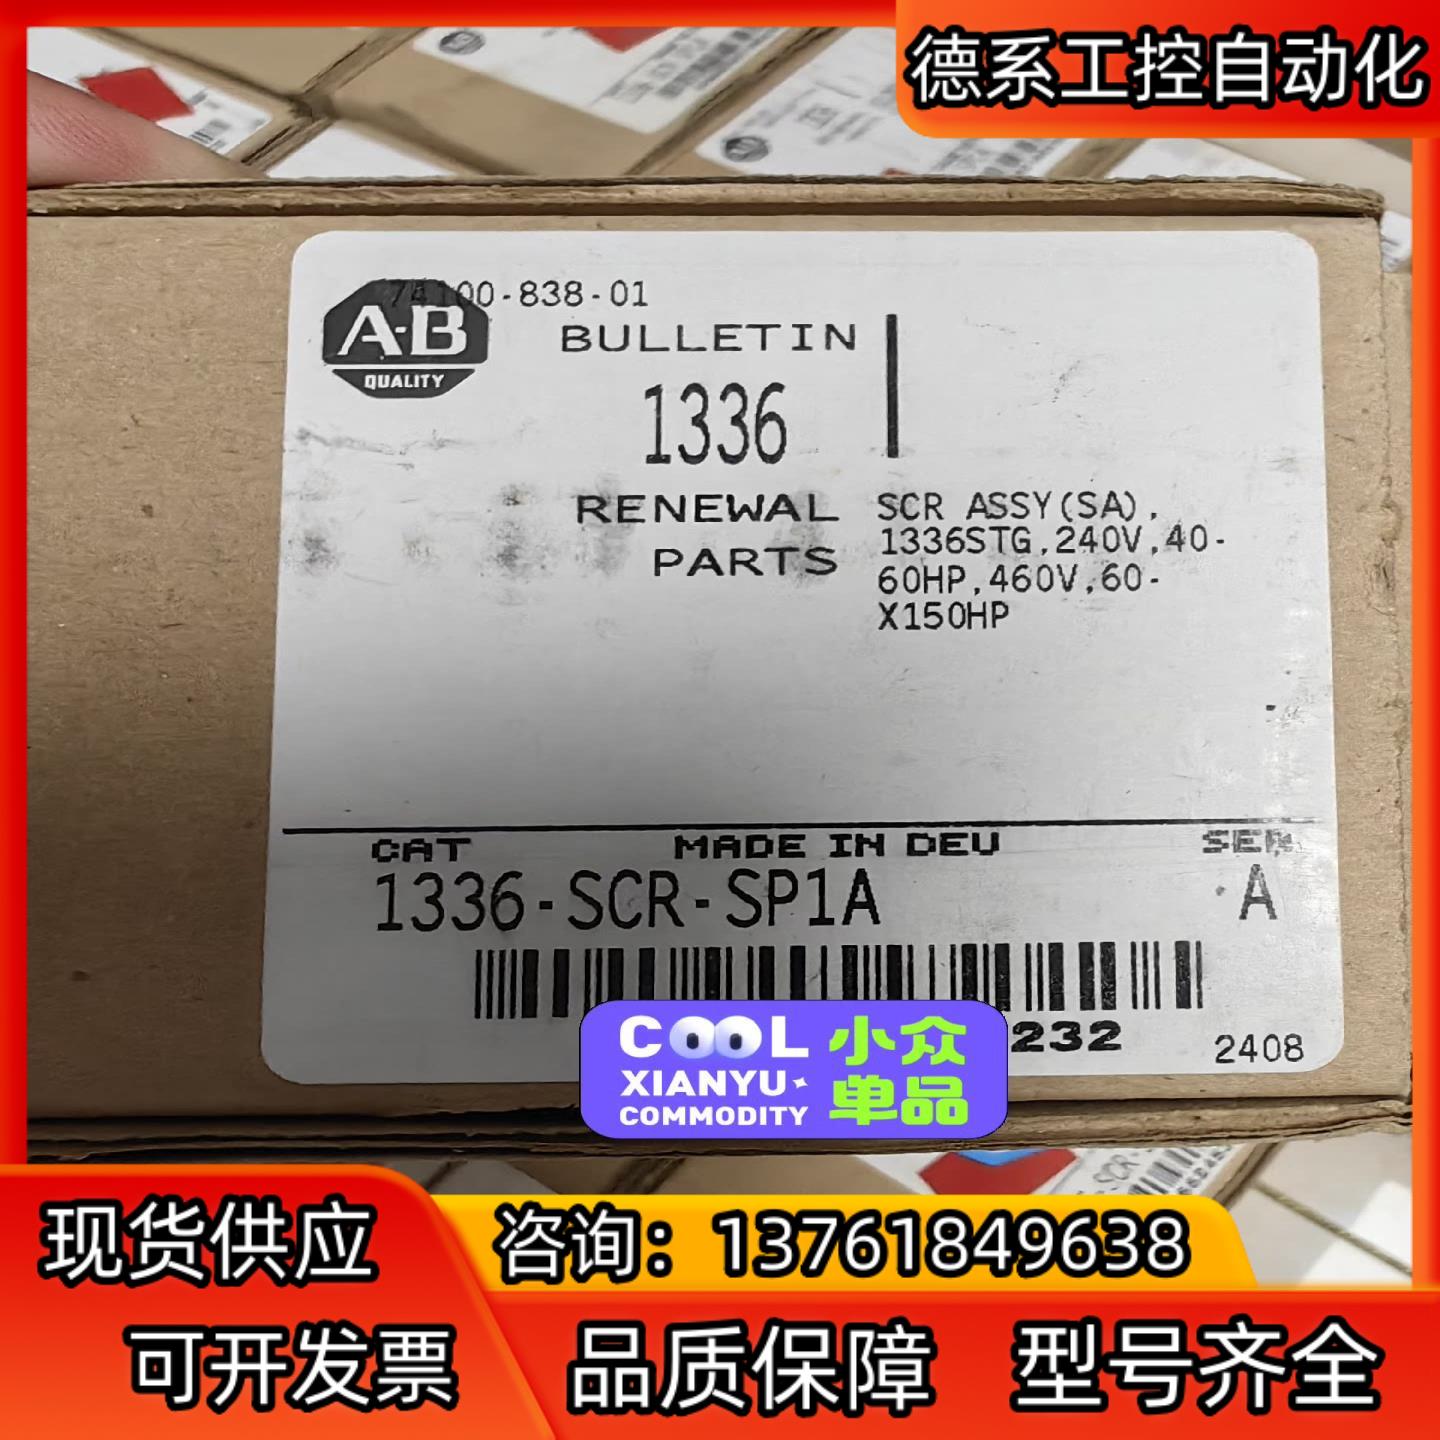 德系工控自动化
74100-838-01
A-B
QUALITY
BULLETIN
1336
RENEWAL
PARTS
SCR ASSY(SA),
1336STG,240V,40-
60HP,460V,60-
X150HP
CAT
MADE IN DEU
SER
1336-SCR-SP1A
A
232
2408
COOL
XIANYU
COMMODITY
小众
单品
现货供应
咨询：13761849638
可开发票
品质保障
型号齐全